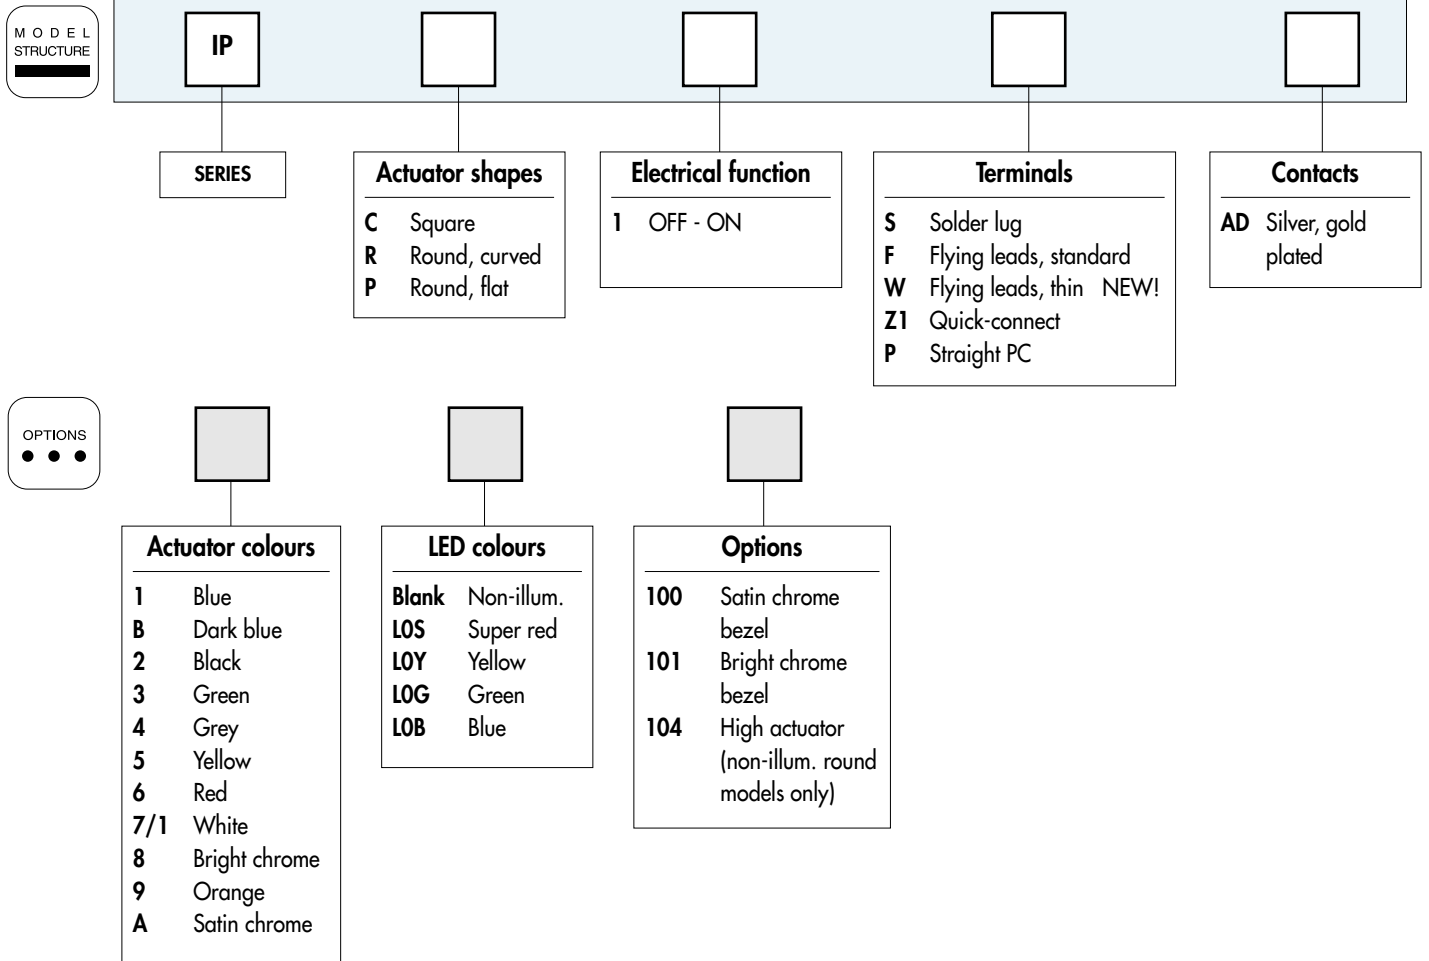 MODEL
STRUCTURE
IP
SERIES
Actuator shapes
C Square
R Round, curved
P Round, flat
Electrical function
1 OFF - ON
Terminals
S Solder lug
F Flying leads, standard
W Flying leads, thin NEW!
Z1 Quick-connect
P Straight PC
Contacts
AD Silver, gold
plated
OPTIONS
Actuator colours
1 Blue
B Dark blue
2 Black
3 Green
4 Grey
5 Yellow
6 Red
7/1 White
8 Bright chrome
9 Orange
A Satin chrome
LED colours
Blank Non-illum.
L0S Super red
L0Y Yellow
L0G Green
L0B Blue
Options
100 Satin chrome
bezel
101 Bright chrome
bezel
104 High actuator
(non-illum. round
models only)